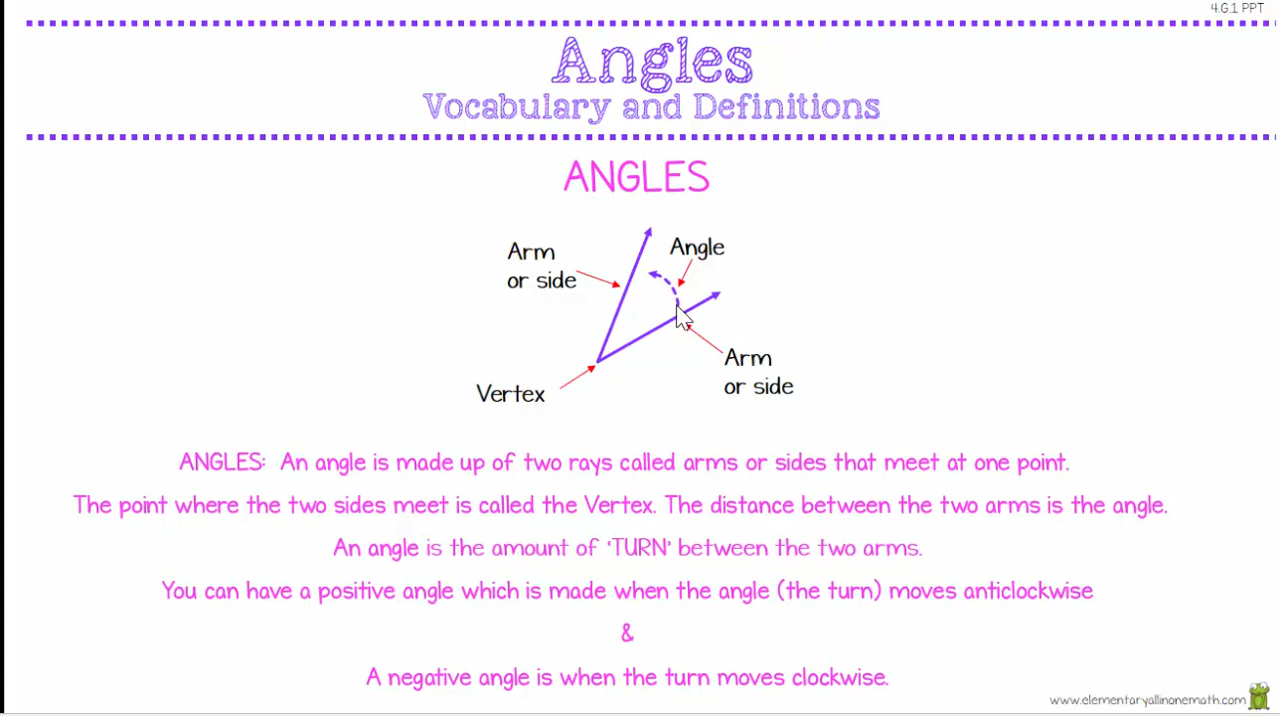 4.G.1 PPT
Angles
Vocabulary and Definitions
ANGLES
Arm
or side
Angle
Arm
or side
Vertex
ANGLES:  An angle is made up of two rays called arms or sides that meet at one point.
The point where the two sides meet is called the Vertex. The distance between the two arms is the angle.
An angle is the amount of ‘TURN’ between the two arms.
You can have a positive angle which is made when the angle (the turn) moves anticlockwise
&
A negative angle is when the turn moves clockwise.
www.elementaryallinonemath.com